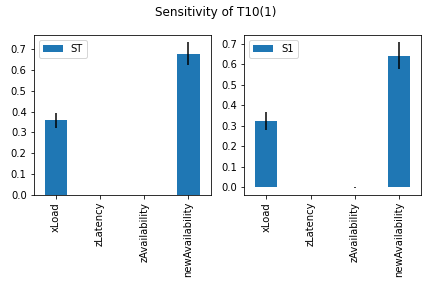 Sensitivity of T10(1)
ST
0.7
0.6
0.5
0.4
0.3
0.2
0.1
0.0
xLoad
zLatency
zAvailability
newAvailability
S1
0.7
0.6
0.5
0.4
0.3
0.2
0.1
0.0
xLoad
zLatency
zAvailability
newAvailability